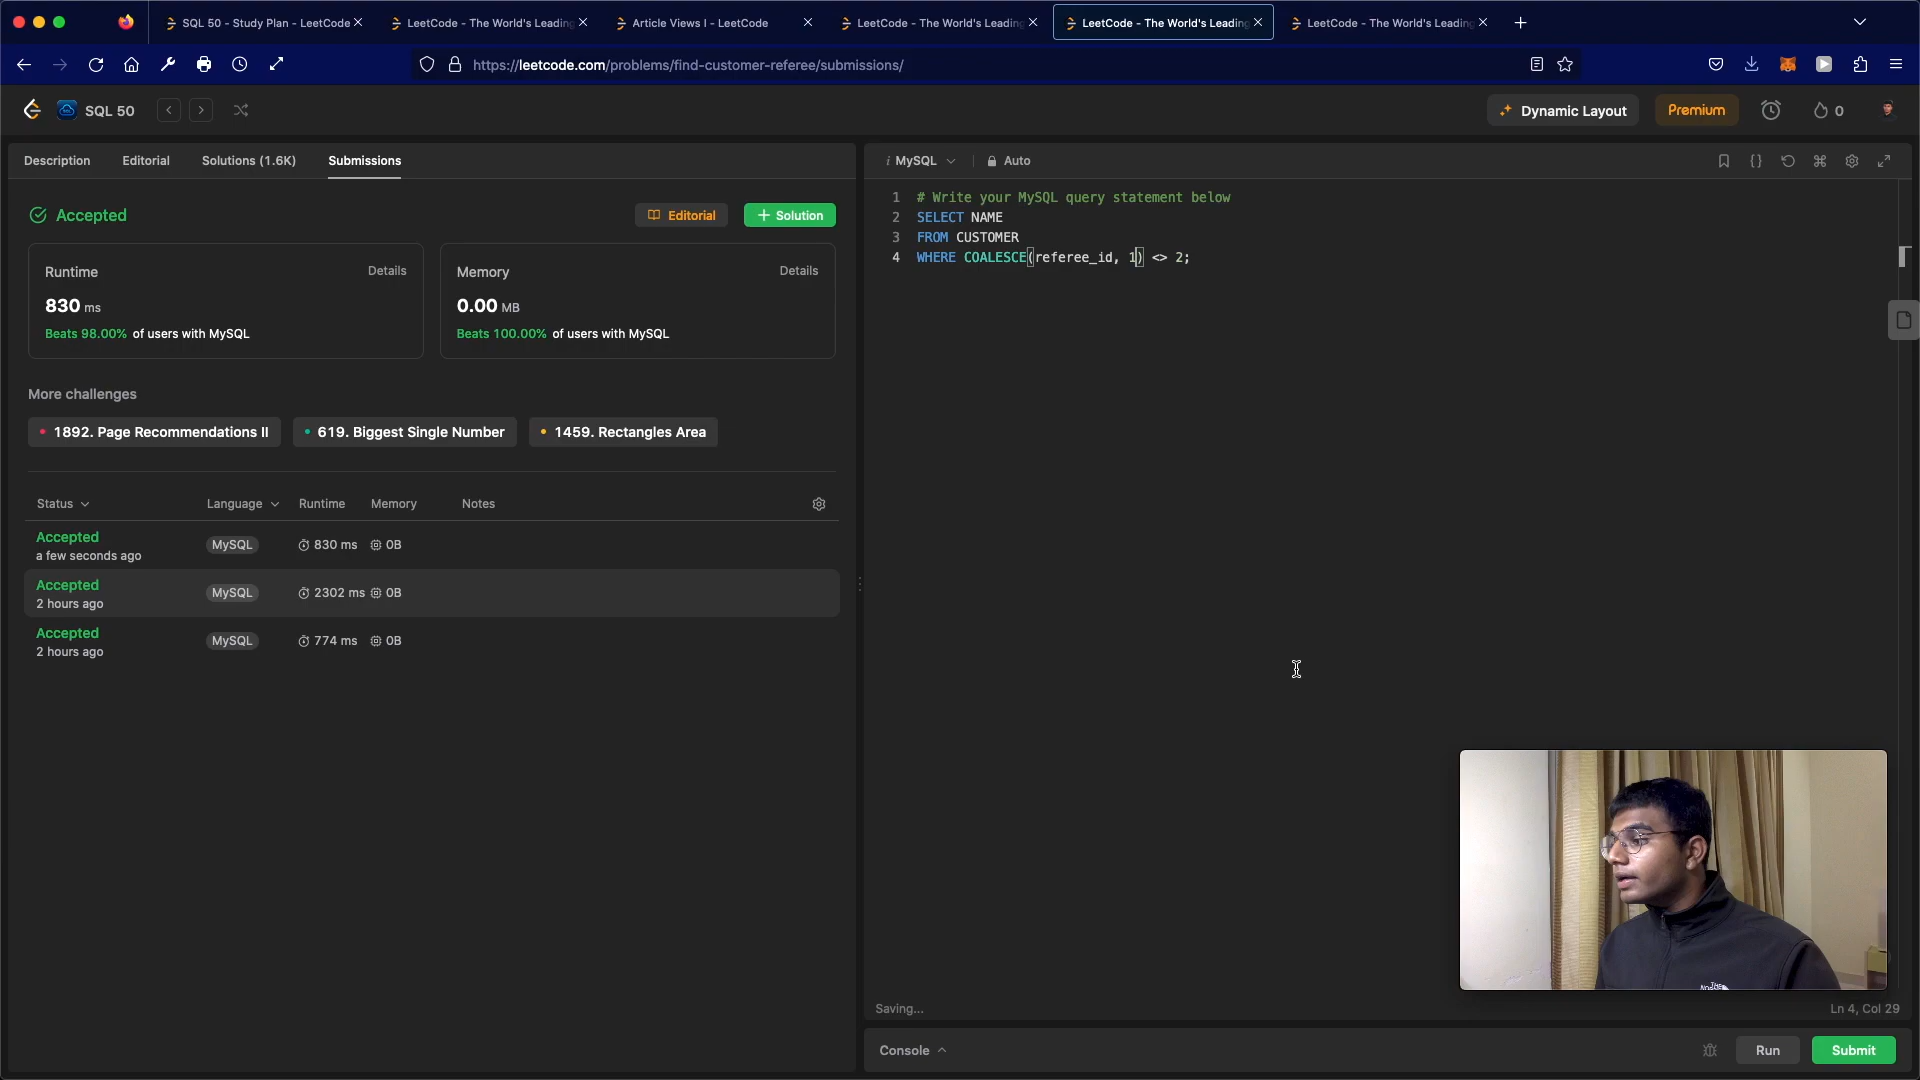 SQL 50 - Study Plan - LeetCode
LeetCode - The World's Leading
Article Views I - LeetCode
LeetCode - The World's Leading
LeetCode - The World's Leading
LeetCode - The World's Leading
https://leetcode.com/problems/find-customer-referee/submissions/
SQL 50
Dynamic Layout
Premium
0
Description
Editorial
Solutions (1.6K)
Submissions
Accepted
Editorial
Solution
Runtime
Details
830 ms
Beats 98.00% of users with MySQL
Memory
Details
0.00 MB
Beats 100.00% of users with MySQL
More challenges
1892. Page Recommendations II
619. Biggest Single Number
1459. Rectangles Area
Status
Language
Runtime
Memory
Notes
Accepted
a few seconds ago
MySQL
830 ms
0B
Accepted
2 hours ago
MySQL
2302 ms
0B
Accepted
2 hours ago
MySQL
774 ms
0B
i MySQL
Auto
1 # Write your MySQL query statement below
2 SELECT NAME
3 FROM CUSTOMER
4 WHERE COALESCE(referee_id, 1) <> 2;
Saving...
Ln 4, Col 29
Console
Run
Submit